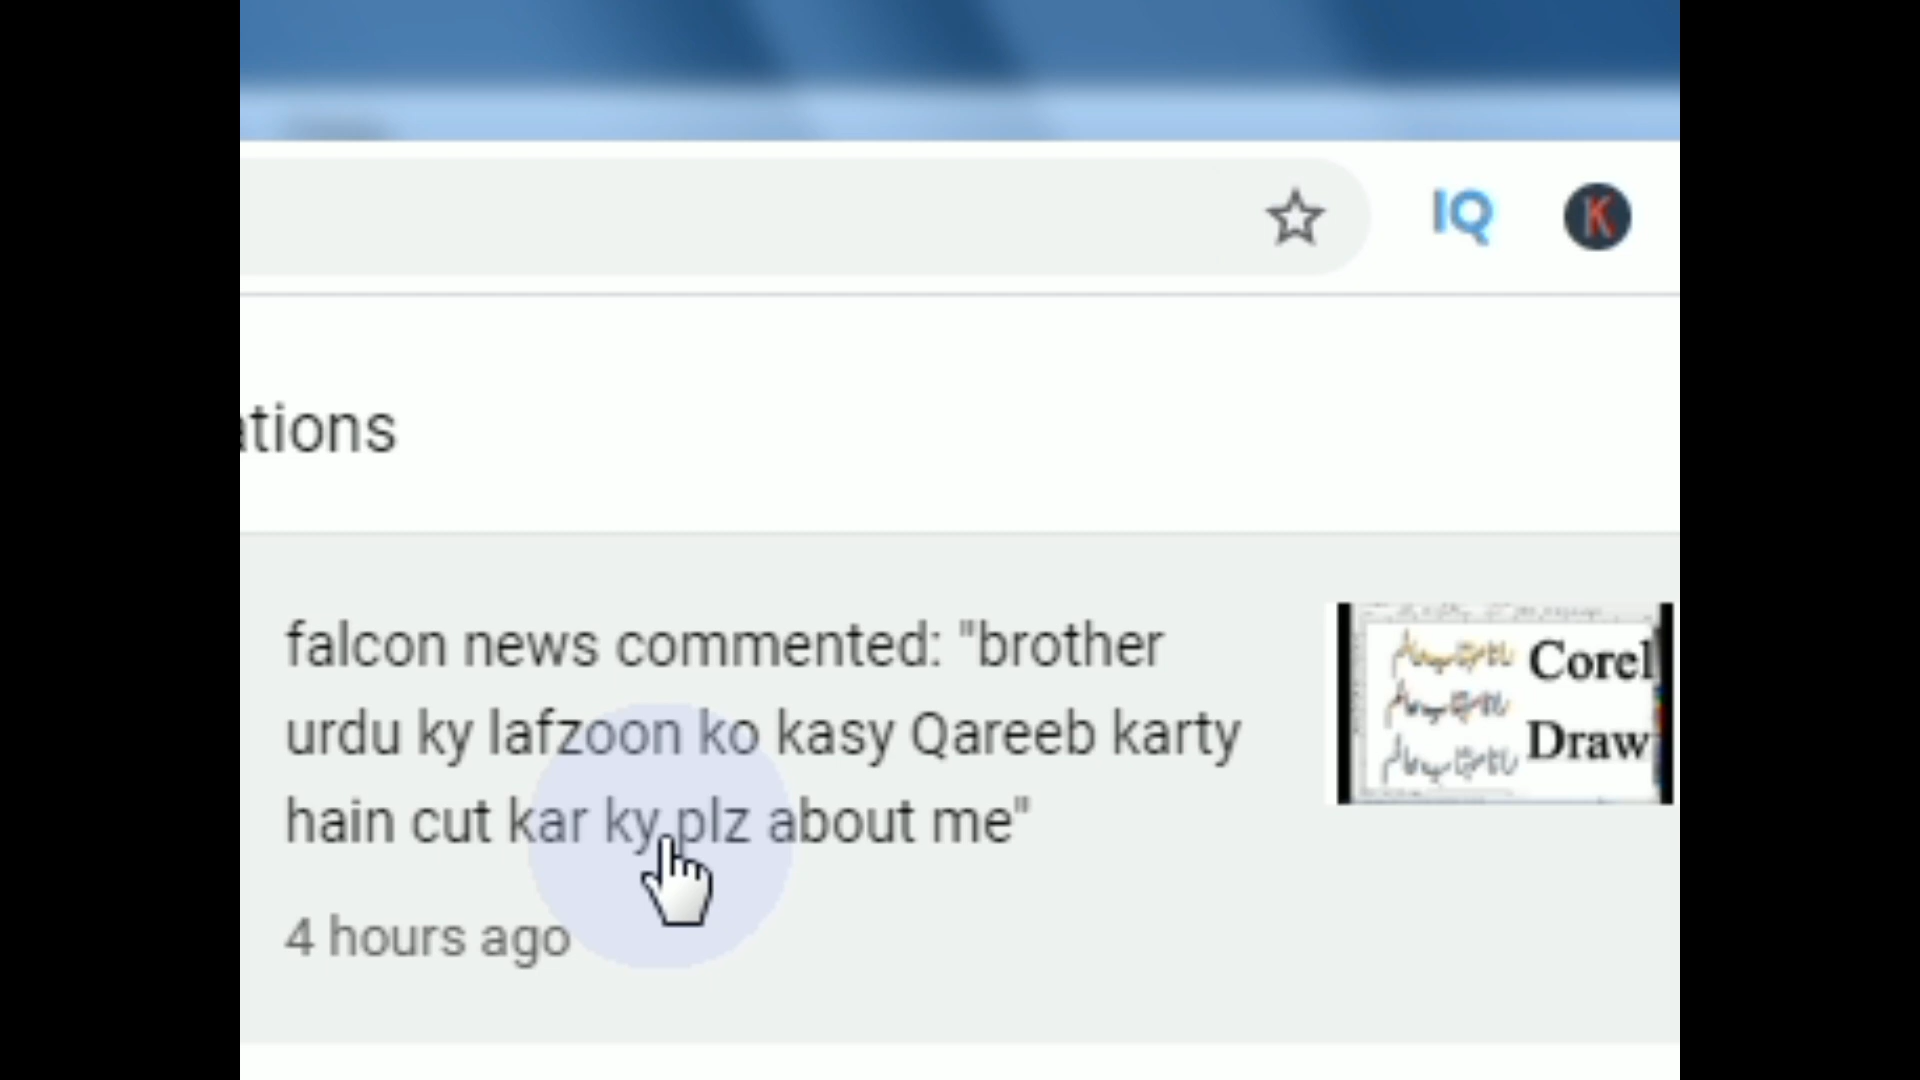 IQ
K
ations
falcon news commented: "brother
urdu ky lafzoon ko kasy Qareeb karty
hain cut kar ky plz about me"
4 hours ago
Corel
Draw